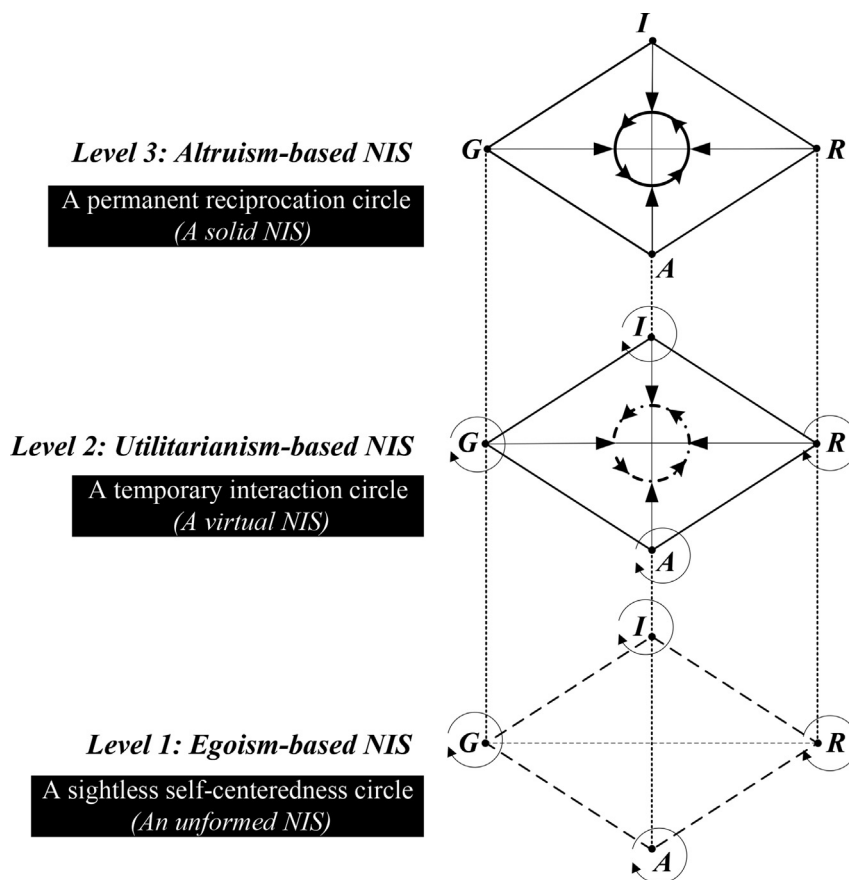 I
Level 3: Altruism-based NIS
G
R
A permanent reciprocation circle
(A solid NIS)
A
I
Level 2: Utilitarianism-based NIS
G
R
A temporary interaction circle
(A virtual NIS)
A
I
Level 1: Egoism-based NIS
G
R
A sightless self-centeredness circle
(An unformed NIS)
A